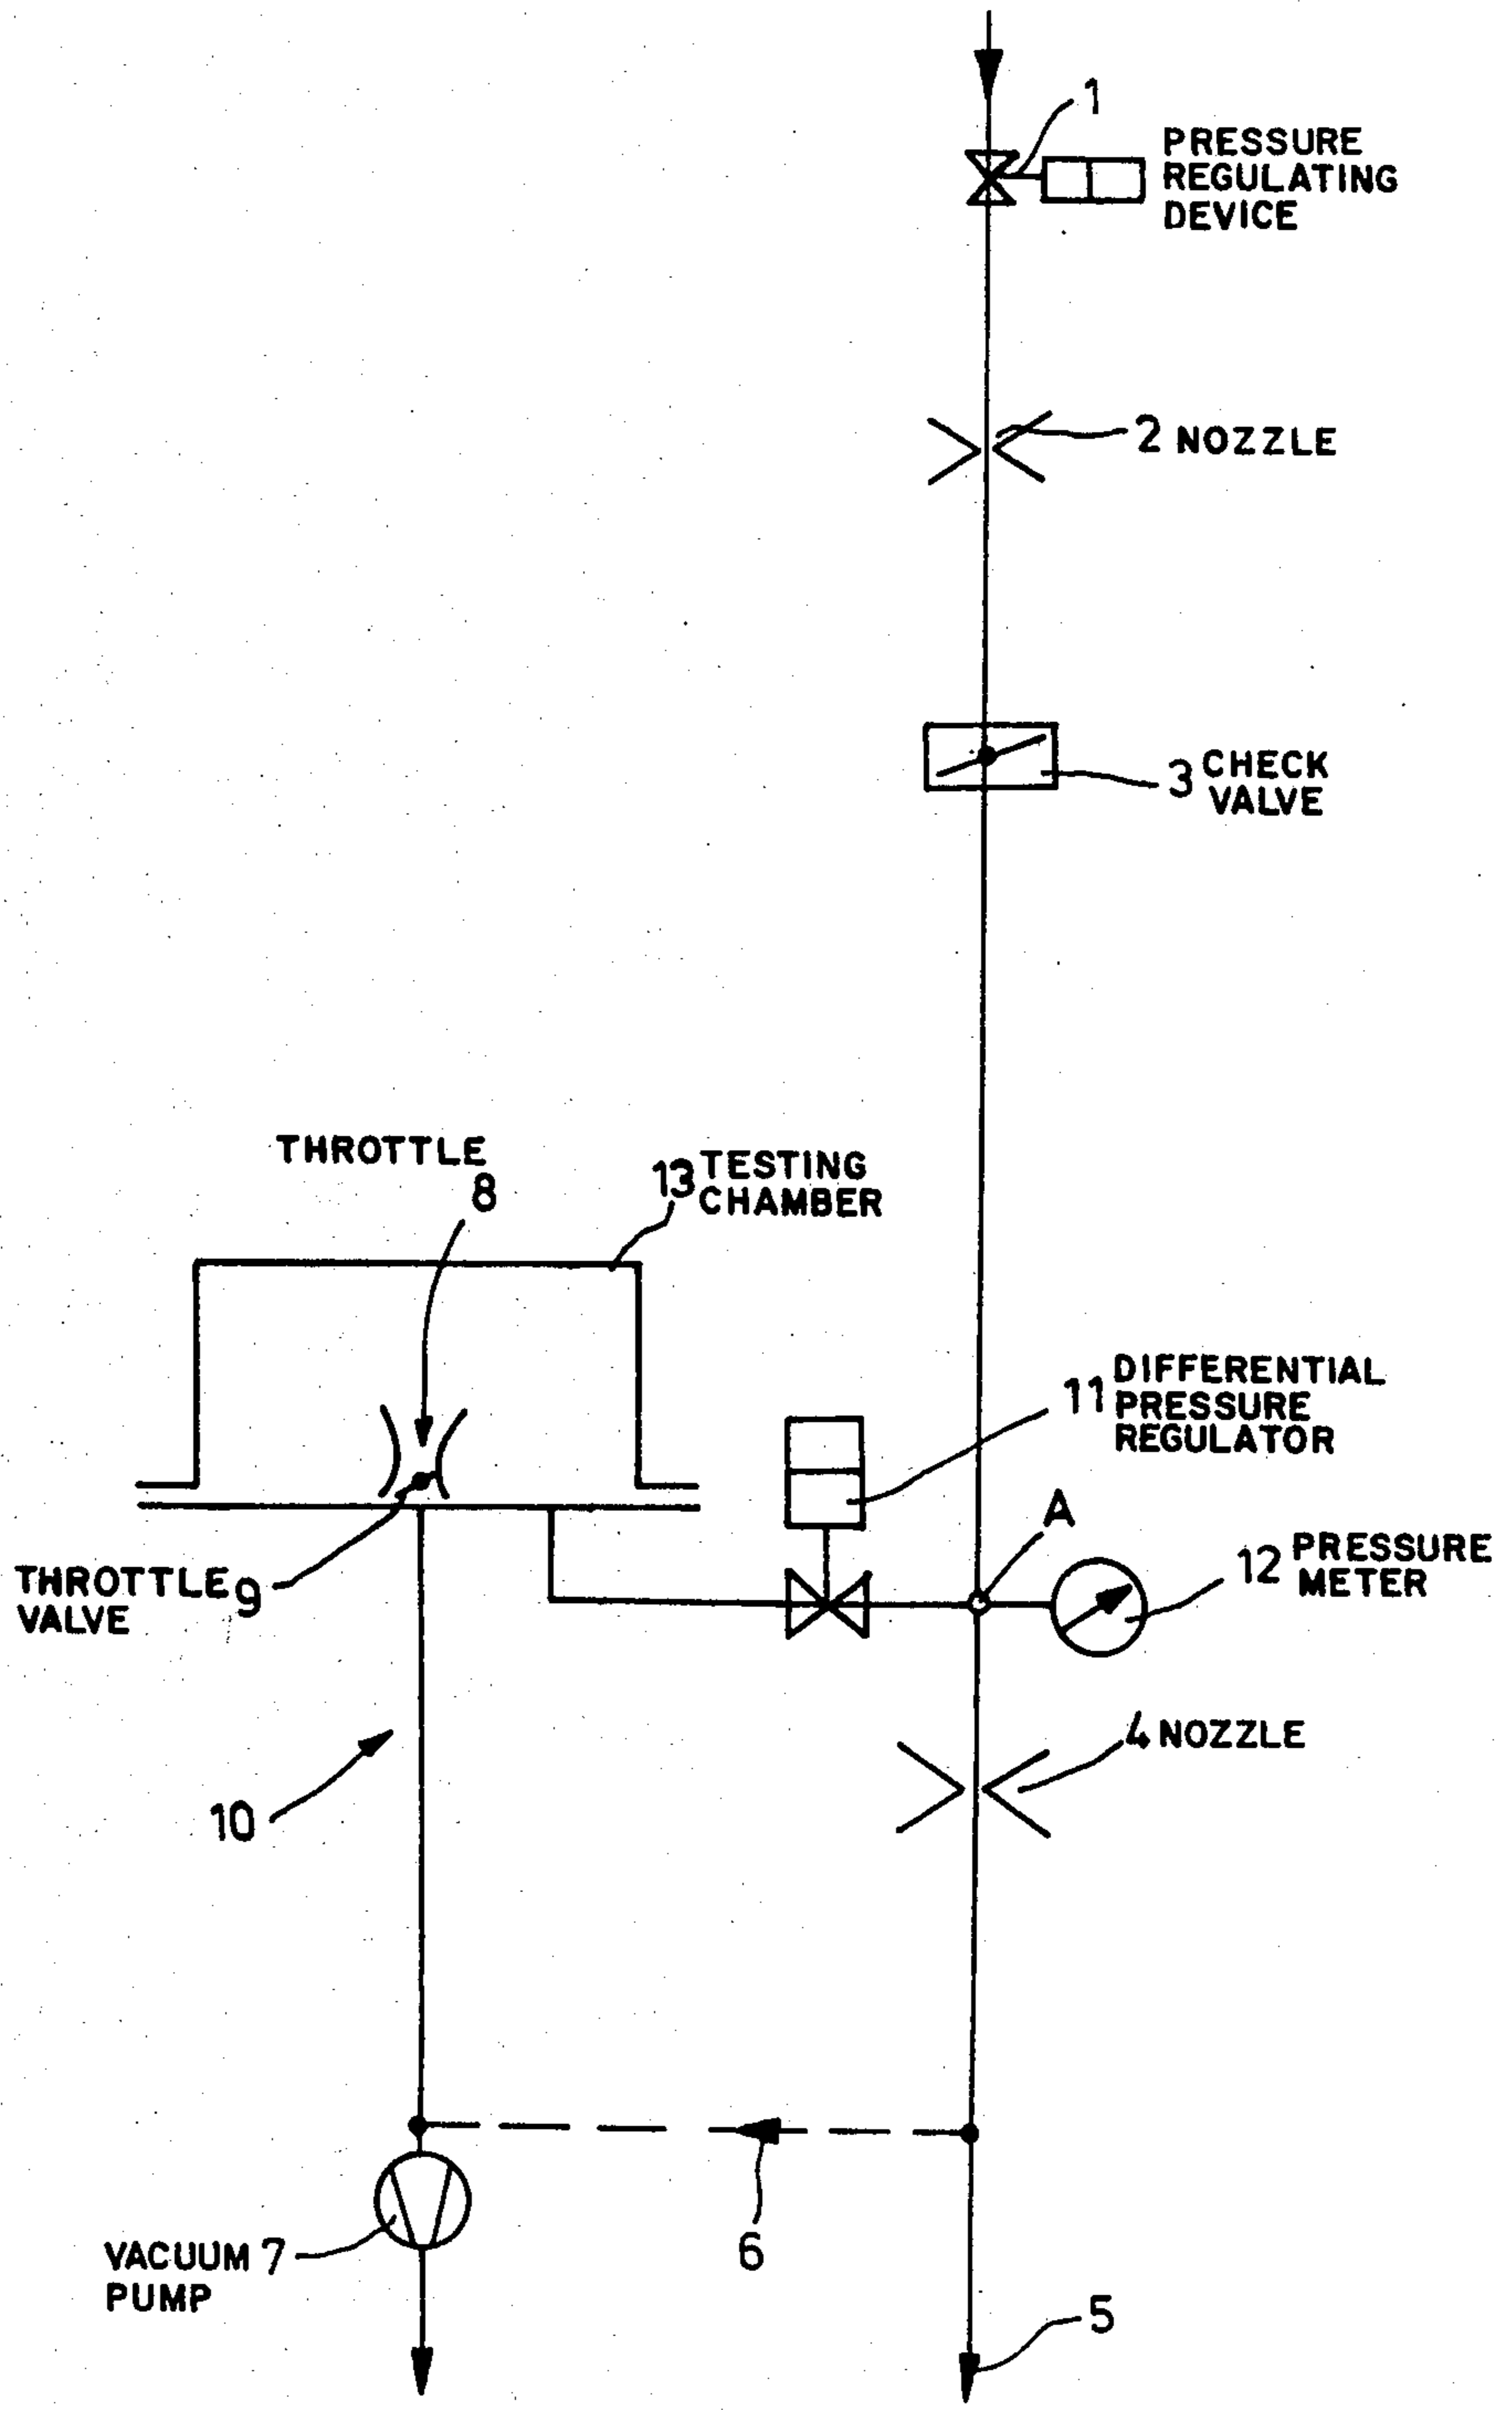 1
PRESSURE
REGULATING
DEVICE
2 NOZZLE
3 CHECK
VALVE
THROTTLE
8
13 TESTING
CHAMBER
11 DIFFERENTIAL
PRESSURE
REGULATOR
A
12 PRESSURE
METER
THROTTLE 9
VALVE
4 NOZZLE
10
6
VACUUM 7
PUMP
5